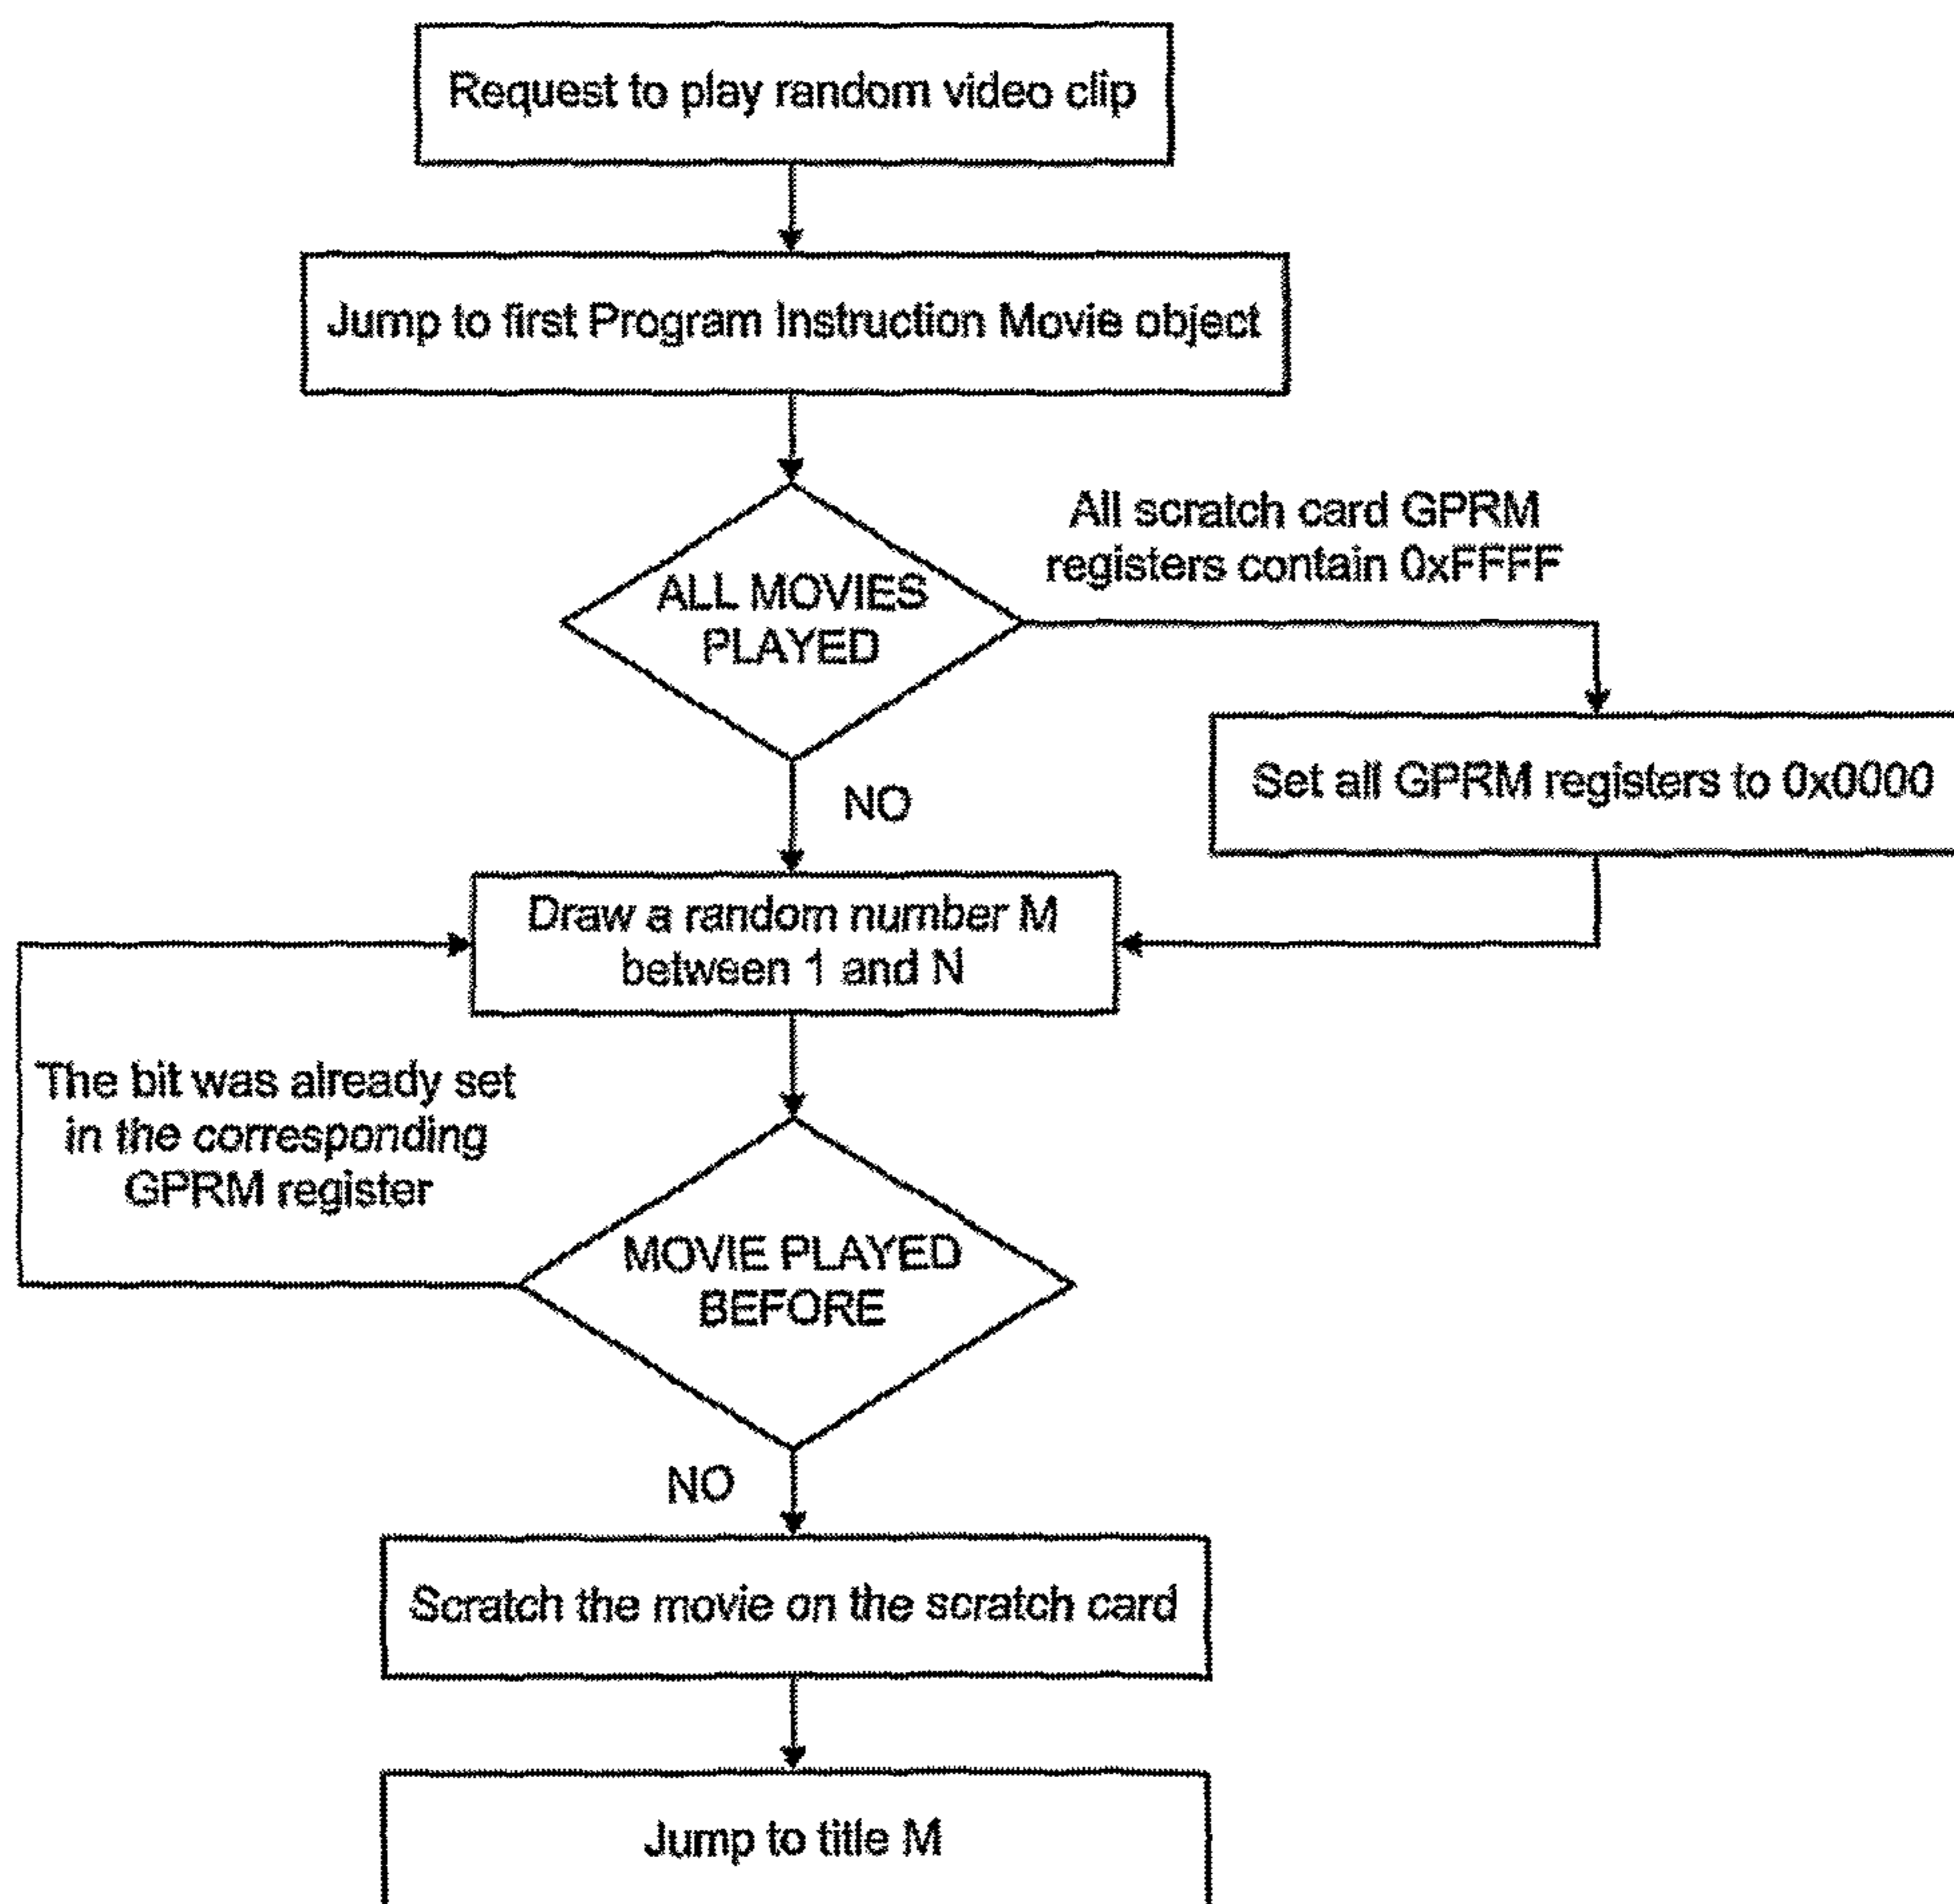 Request to play random video clip
Jump to first Program Instruction Movie object
All scratch card GPRM
registers contain 0xFFFF
ALL MOVIES
PLAYED
Set all GPRM registers to 0x0000
NO
Draw a random number M
between 1 and N
The bit was already set
in the corresponding
GPRM register
MOVIE PLAYED
BEFORE
NO
Scratch the movie on the scratch card
Jump to title M